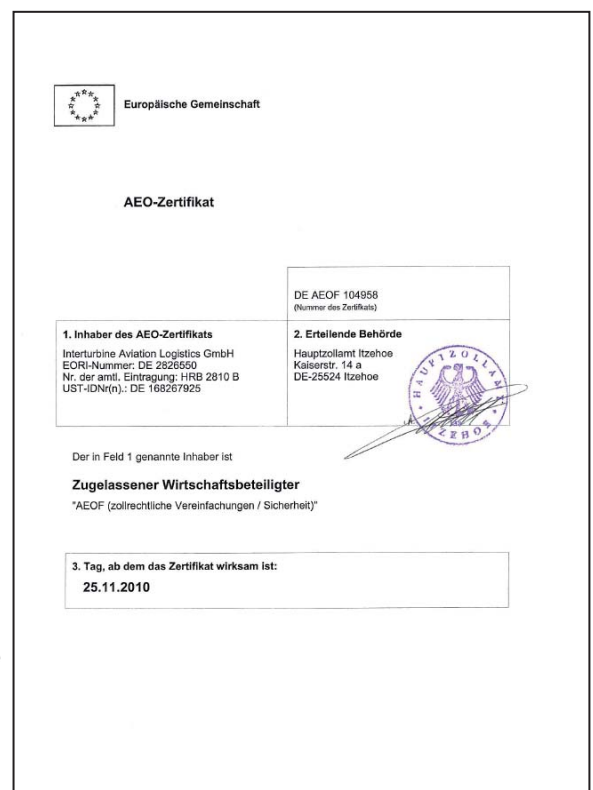 Europäische Gemeinschaft
AEO-Zertifikat
DE AEOF 104958
(Nummer des Zertifikats)
1. Inhaber des AEO-Zertifikats
Interturbine Aviation Logistics GmbH
EORI-Nummer: DE 2826550
Nr. der amtl. Eintragung: HRB 2810 B
UST-IDNr(n).: DE 168267925
2. Erteilende Behörde
Hauptzollamt Itzehoe
Kaiserstr. 14 a
DE-25524 Itzehoe
HAUPTZOLLAMT
ITZEHOE
Der in Feld 1 genannte Inhaber ist
Zugelassener Wirtschaftsbeteiligter
"AEOF (zollrechtliche Vereinfachungen / Sicherheit)"
3. Tag, ab dem das Zertifikat wirksam ist:
25.11.2010